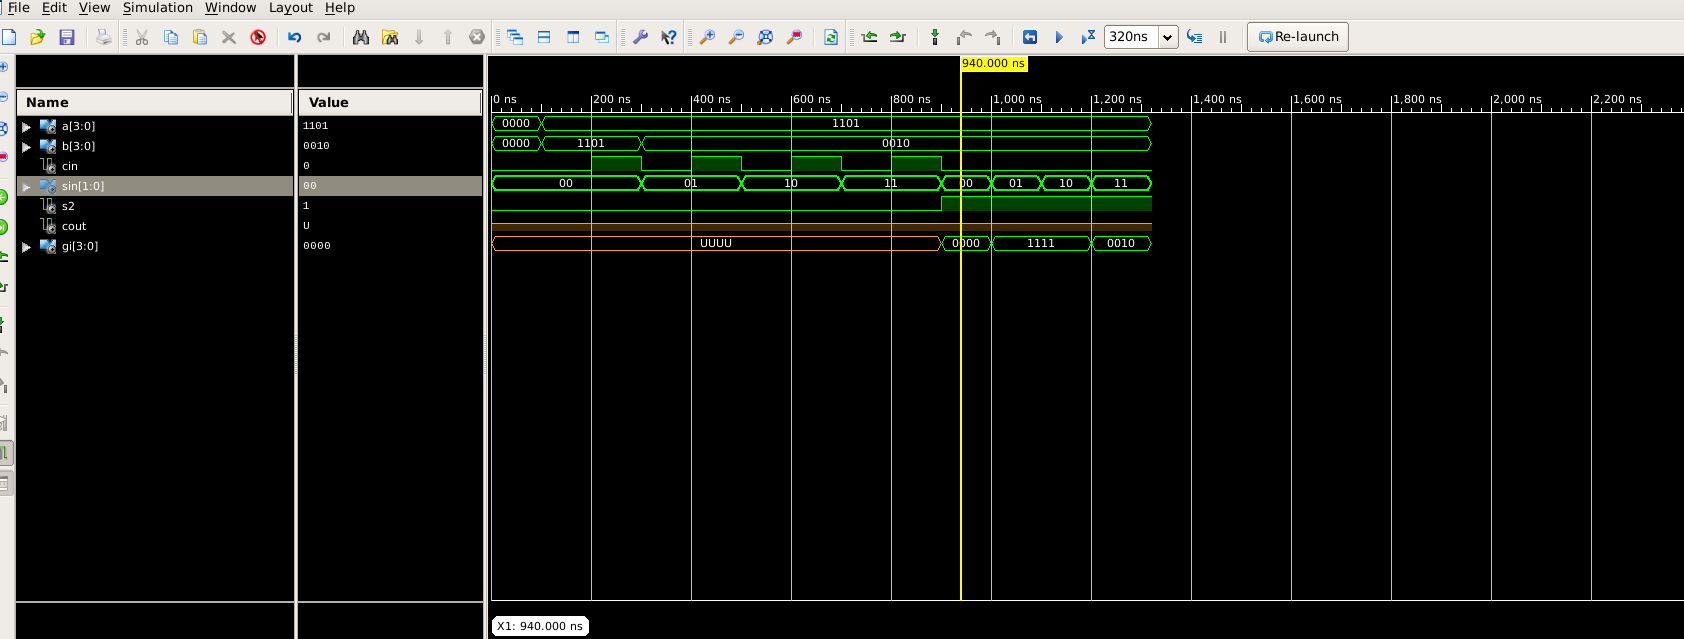 File Edit View Simulation Window Layout Help
320ns Re-launch
940.000 ns
Name Value
0 ns 200 ns 400 ns 600 ns 800 ns 1,000 ns 1,200 ns 1,400 ns 1,600 ns 1,800 ns 2,000 ns 2,200 ns
a[3:0] 1101 0000 1101
b[3:0] 0010 0000 1101 0010
cin 0
sin[1:0] 00 00 01 10 11 00 01 10 11
s2 1
cout U
gi[3:0] 0000 UUUU 0000 1111 0010
X1: 940.000 ns